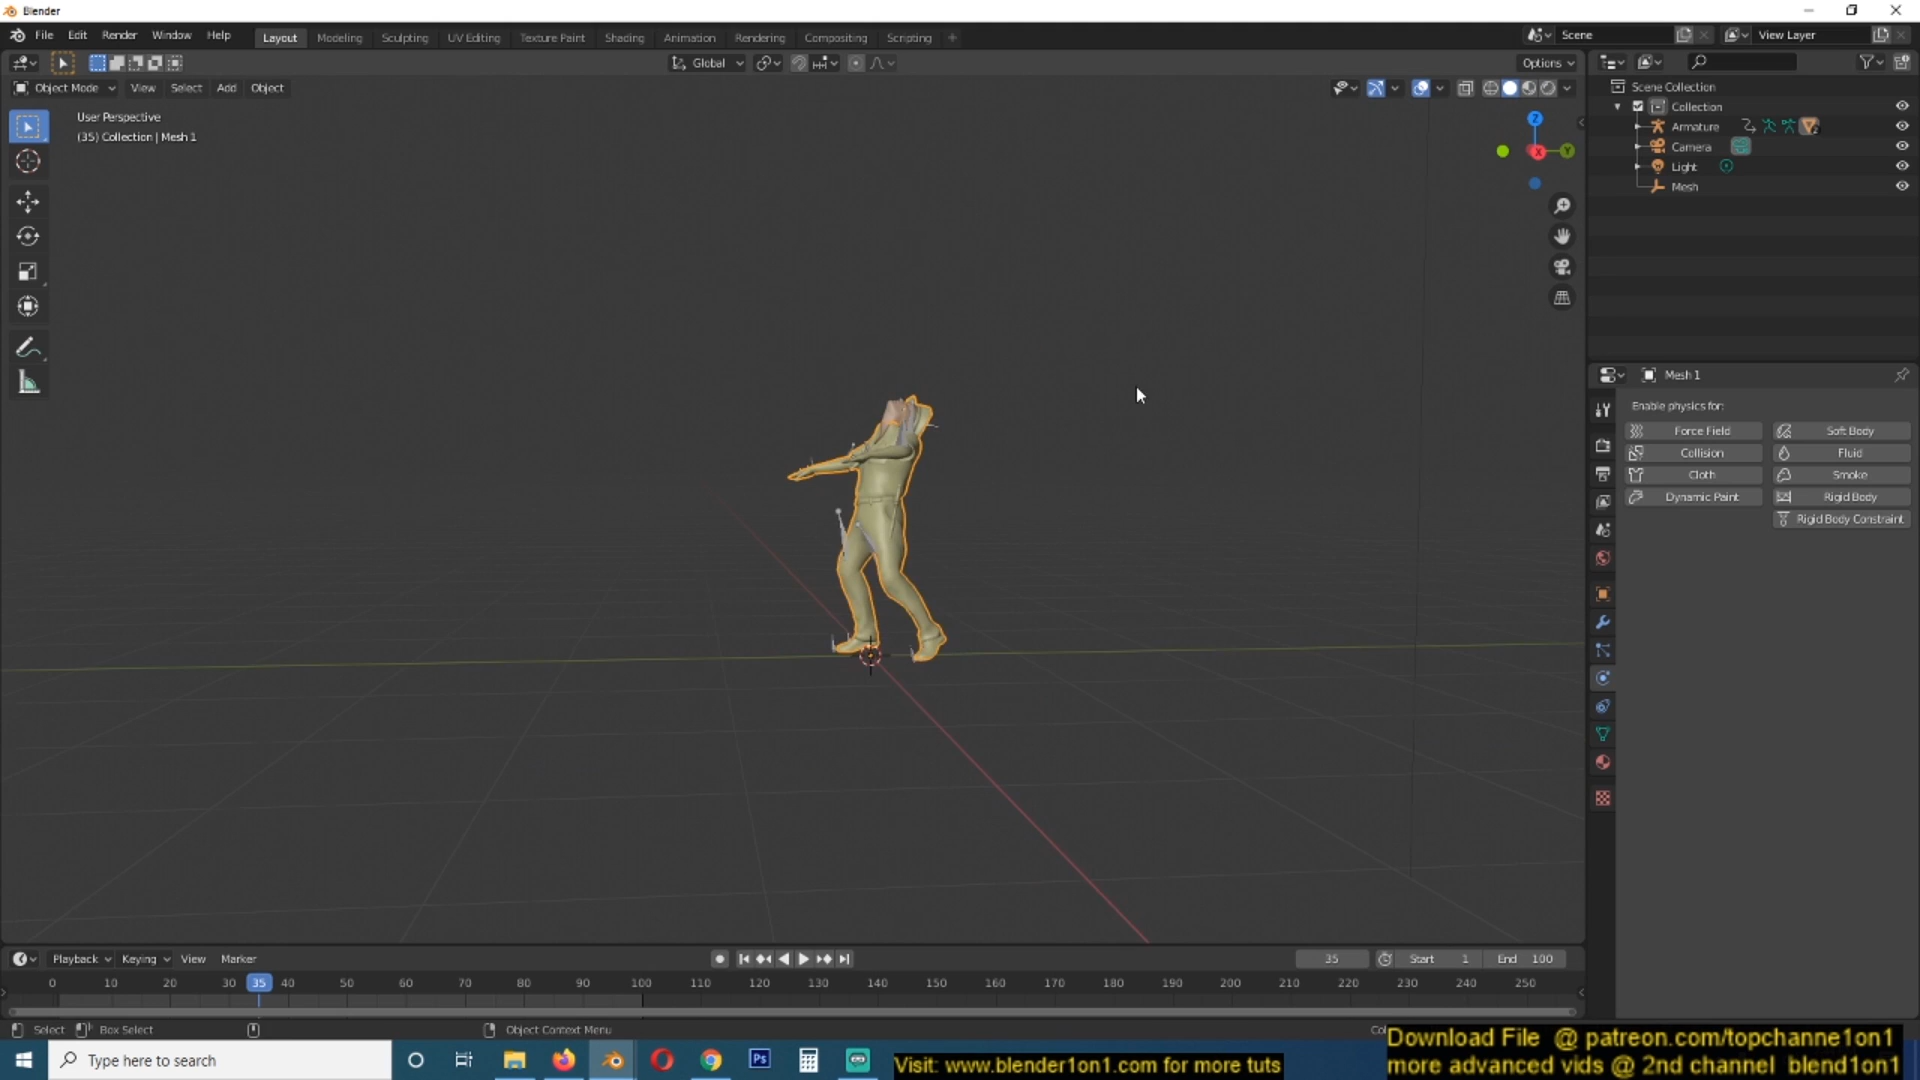 Blender
File Edit Render Window Help Layout Modeling Sculpting UV Editing Texture Paint Shading Animation Rendering Compositing Scripting + Scene View Layer
Global Options
Object Mode View Select Add Object
User Perspective
(35) Collection | Mesh 1
Z
X Y
Scene Collection
Collection
Armature
Camera
Light
Mesh
Mesh 1
Enable physics for:
Force Field Soft Body
Collision Fluid
Cloth Smoke
Dynamic Paint Rigid Body
Rigid Body Constraint
Playback Keying View Marker 35 Start 1 End 100
0 10 20 30 35 40 50 60 70 80 90 100 110 120 130 140 150 160 170 180 190 200 210 220 230 240 250
Select Box Select Object Context Menu
Download File @ patreon.com/topchanne1on1
more advanced vids @ 2nd channel blend1on1
Type here to search
Ps
Visit: www.blender1on1.com for more tuts